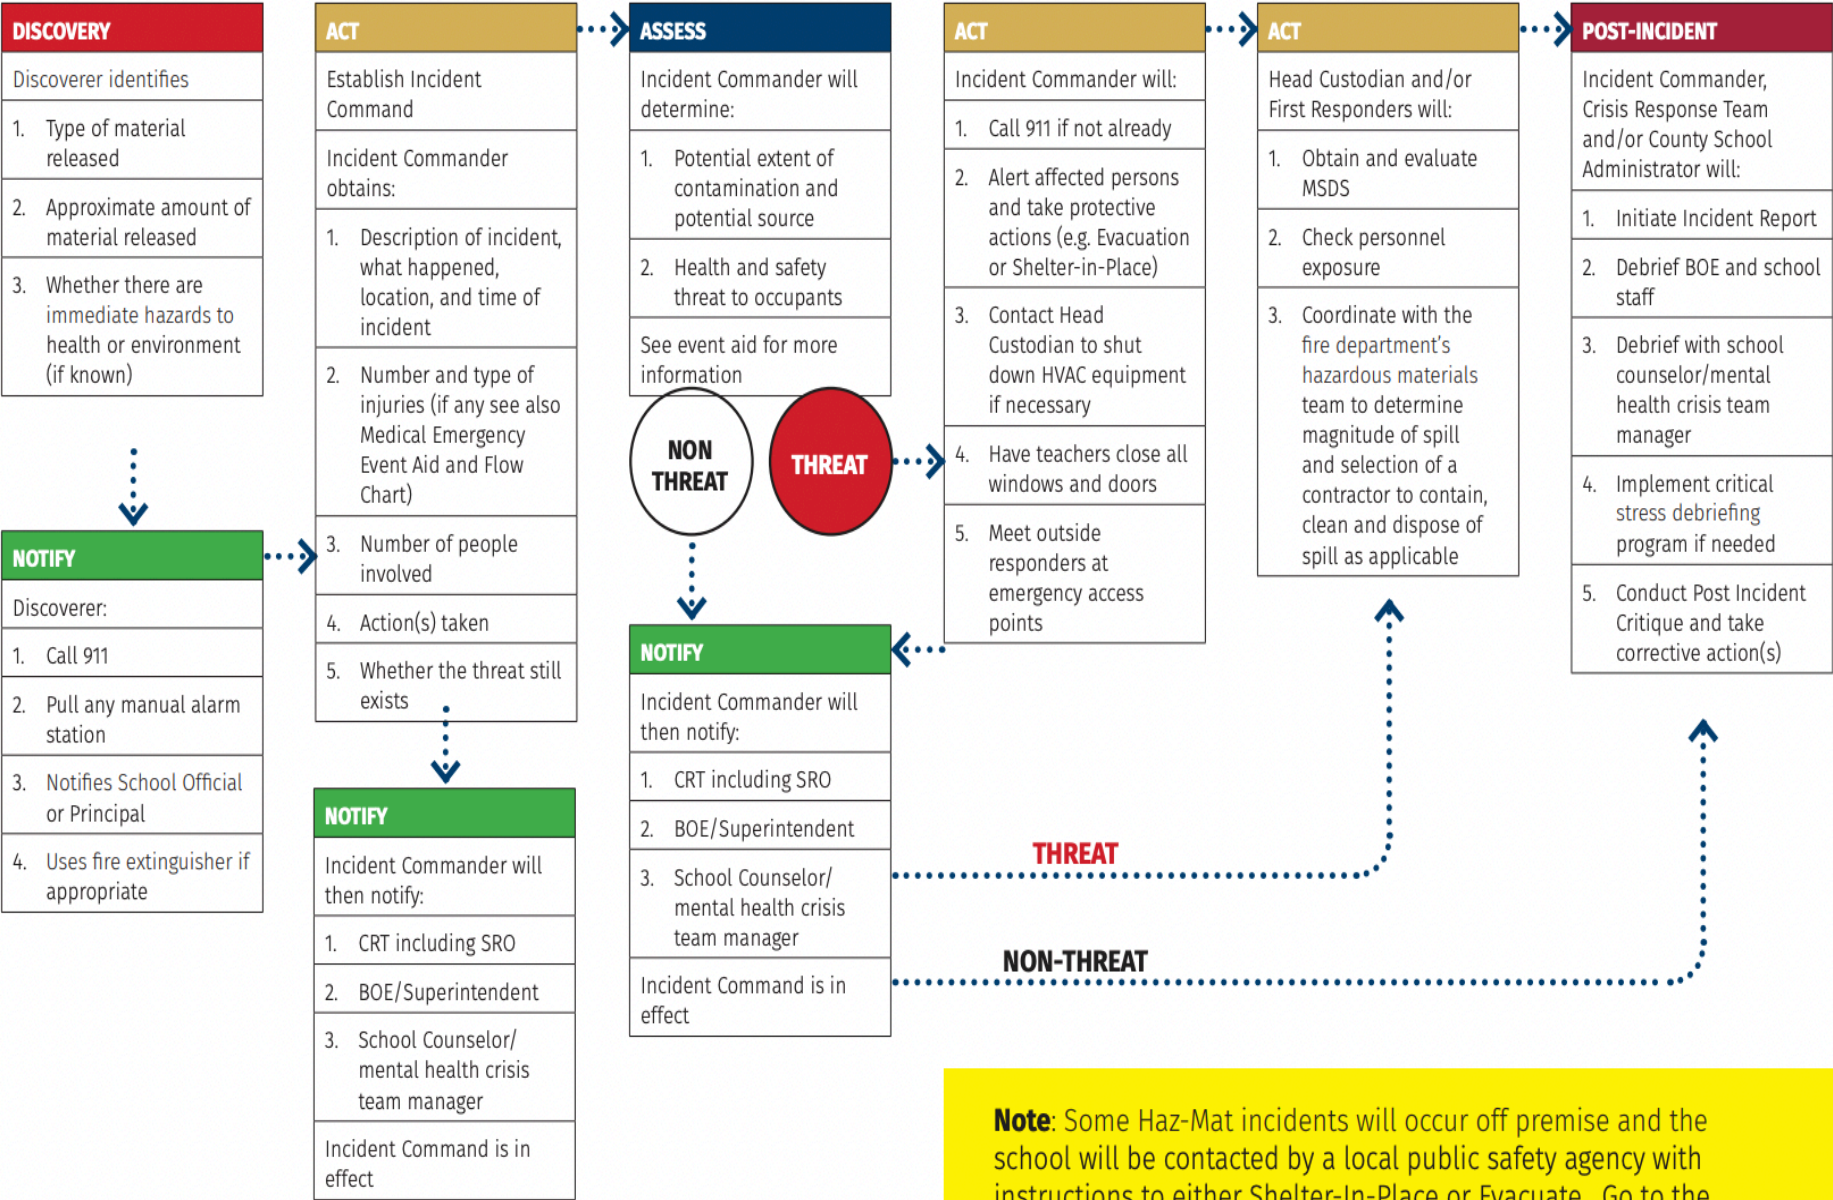 DISCOVERY
Discoverer identifies
1. Type of material
released
2. Approximate amount of
material released
3. Whether there are
immediate hazards to
health or environment
(if known)
NOTIFY
Discoverer:
1. Call 911
2. Pull any manual alarm
station
3. Notifies School Official
or Principal
4. Uses fire extinguisher if
appropriate
ACT
Establish Incident
Command
Incident Commander
obtains:
1. Description of incident,
what happened,
location, and time of
incident
2. Number and type of
injuries (if any see also
Medical Emergency
Event Aid and Flow
Chart)
3. Number of people
involved
4. Action(s) taken
5. Whether the threat still
exists
NOTIFY
Incident Commander will
then notify:
1. CRT including SRO
2. BOE/Superintendent
3. School Counselor/
mental health crisis
team manager
Incident Command is in
effect
ASSESS
Incident Commander will
determine:
1. Potential extent of
contamination and
potential source
2. Health and safety
threat to occupants
See event aid for more
information
NON
THREAT
THREAT
NOTIFY
Incident Commander will
then notify:
1. CRT including SRO
2. BOE/Superintendent
3. School Counselor/
mental health crisis
team manager
Incident Command is in
effect
ACT
Incident Commander will:
1. Call 911 if not already
2. Alert affected persons
and take protective
actions (e.g. Evacuation
or Shelter-in-Place)
3. Contact Head
Custodian to shut
down HVAC equipment
if necessary
4. Have teachers close all
windows and doors
5. Meet outside
responders at
emergency access
points
THREAT
NON-THREAT
ACT
Head Custodian and/or
First Responders will:
1. Obtain and evaluate
MSDS
2. Check personnel
exposure
3. Coordinate with the
fire department's
hazardous materials
team to determine
magnitude of spill
and selection of a
contractor to contain,
clean and dispose of
spill as applicable
POST-INCIDENT
Incident Commander,
Crisis Response Team
and/or County School
Administrator will:
1. Initiate Incident Report
2. Debrief BOE and school
staff
3. Debrief with school
counselor/mental
health crisis team
manager
4. Implement critical
stress debriefing
program if needed
5. Conduct Post Incident
Critique and take
corrective action(s)
Note: Some Haz-Mat incidents will occur off premise and the
school will be contacted by a local public safety agency with
instructions to either Shelter-In-Place or Evacuate. Go to the